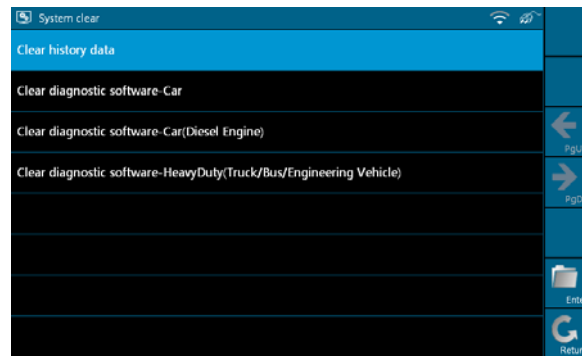 System clear
Clear history data
Clear diagnostic software-Car
Clear diagnostic software-Car(Diesel Engine)
Clear diagnostic software-HeavyDuty(Truck/Bus/Engineering Vehicle)
PgU
PgD
Ente
Retur